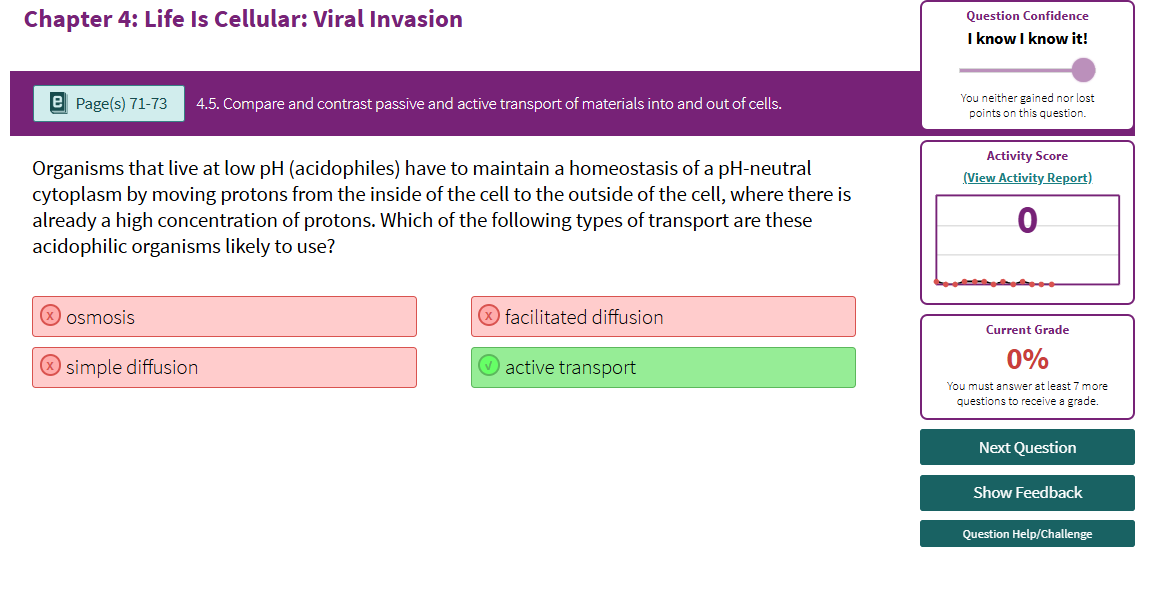 Chapter 4: Life Is Cellular: Viral Invasion
Question Confidence
I know I know it!
You neither gained nor lost
points on this question.
Page(s) 71-73
4.5. Compare and contrast passive and active transport of materials into and out of cells.
Organisms that live at low pH (acidophiles) have to maintain a homeostasis of a pH-neutral
cytoplasm by moving protons from the inside of the cell to the outside of the cell, where there is
already a high concentration of protons. Which of the following types of transport are these
acidophilic organisms likely to use?
x osmosis
x facilitated diffusion
x simple diffusion
√ active transport
Activity Score
(View Activity Report)
0
Current Grade
0%
You must answer at least 7 more
questions to receive a grade.
Next Question
Show Feedback
Question Help/Challenge